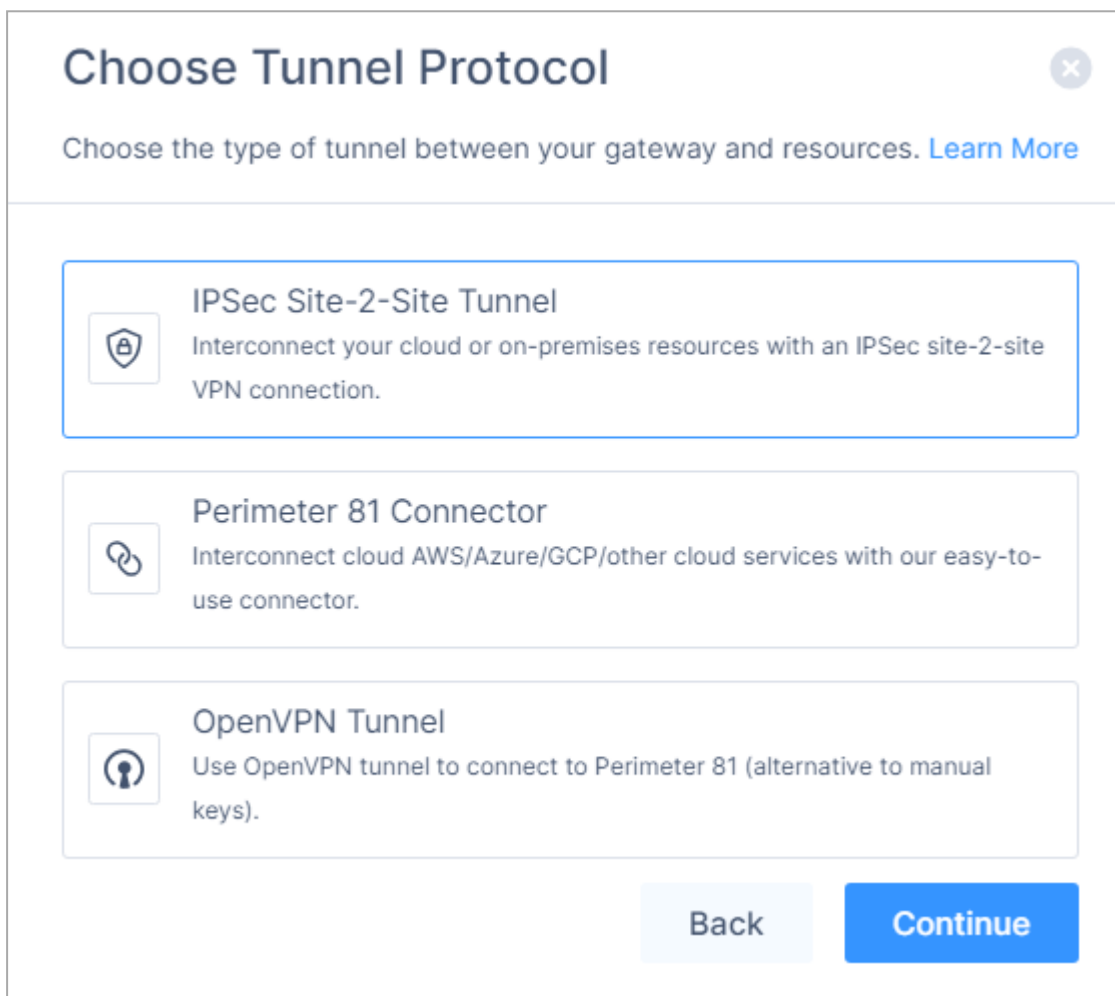 Choose Tunnel Protocol
Choose the type of tunnel between your gateway and resources. Learn More
IPSec Site-2-Site Tunnel
Interconnect your cloud or on-premises resources with an IPSec site-2-site
VPN connection.
Perimeter 81 Connector
Interconnect cloud AWS/Azure/GCP/other cloud services with our easy-to-
use connector.
OpenVPN Tunnel
Use OpenVPN tunnel to connect to Perimeter 81 (alternative to manual
keys).
Back
Continue